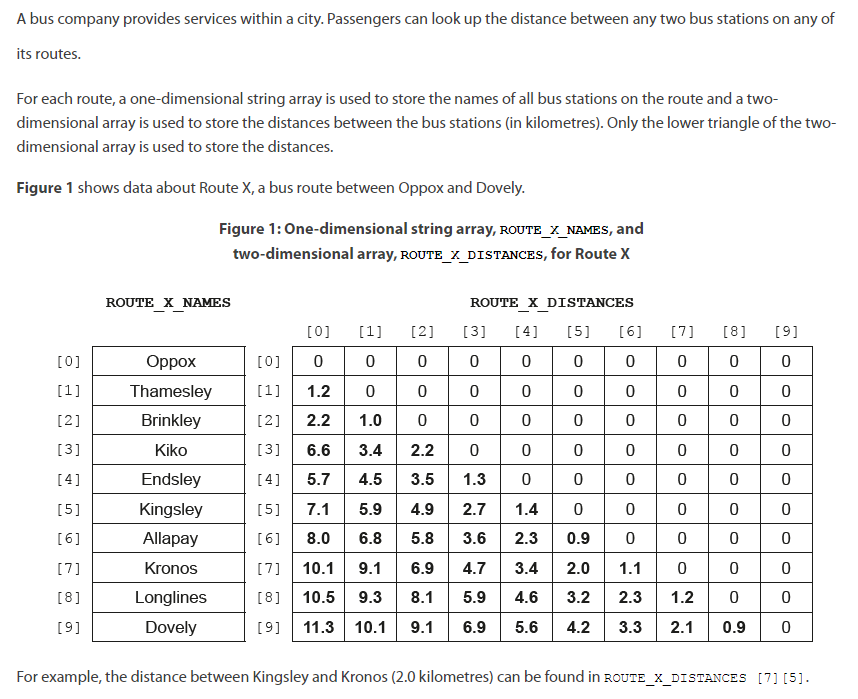 A bus company provides services within a city. Passengers can look up the distance between any two bus stations on any of
its routes.
For each route, a one-dimensional string array is used to store the names of all bus stations on the route and a two-
dimensional array is used to store the distances between the bus stations (in kilometres). Only the lower triangle of the two-
dimensional array is used to store the distances.
Figure 1 shows data about Route X, a bus route between Oppox and Dovely.
Figure 1: One-dimensional string array, ROUTE_X_NAMES, and
two-dimensional array, ROUTE_X_DISTANCES, for Route X
ROUTE_X_NAMES ROUTE_X_DISTANCES
[0] [1] [2] [3] [4] [5] [6] [7] [8] [9]
[0] Oppox [0] 0 0 0 0 0 0 0 0 0 0
[1] Thamesley [1] 1.2 0 0 0 0 0 0 0 0 0
[2] Brinkley [2] 2.2 1.0 0 0 0 0 0 0 0 0
[3] Kiko [3] 6.6 3.4 2.2 0 0 0 0 0 0 0
[4] Endsley [4] 5.7 4.5 3.5 1.3 0 0 0 0 0 0
[5] Kingsley [5] 7.1 5.9 4.9 2.7 1.4 0 0 0 0 0
[6] Allapay [6] 8.0 6.8 5.8 3.6 2.3 0.9 0 0 0 0
[7] Kronos [7] 10.1 9.1 6.9 4.7 3.4 2.0 1.1 0 0 0
[8] Longlines [8] 10.5 9.3 8.1 5.9 4.6 3.2 2.3 1.2 0 0
[9] Dovely [9] 11.3 10.1 9.1 6.9 5.6 4.2 3.3 2.1 0.9 0
For example, the distance between Kingsley and Kronos (2.0 kilometres) can be found in ROUTE_X_DISTANCES [7][5].